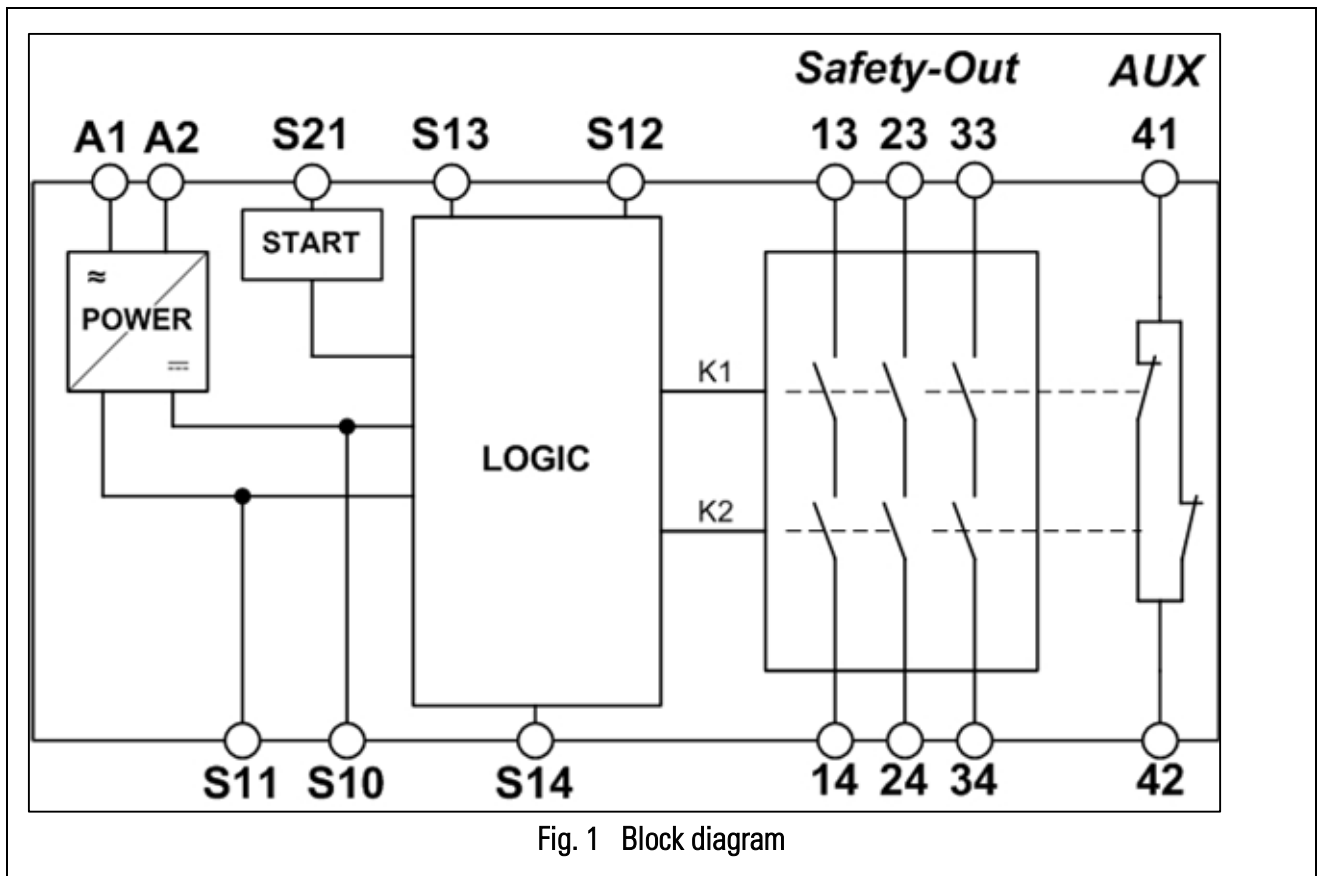 Safety-Out AUX
A1 A2 S21 S13 S12 13 23 33 41
START
≈
POWER
K1
LOGIC
K2
S11 S10 S14 14 24 34 42
Fig. 1 Block diagram